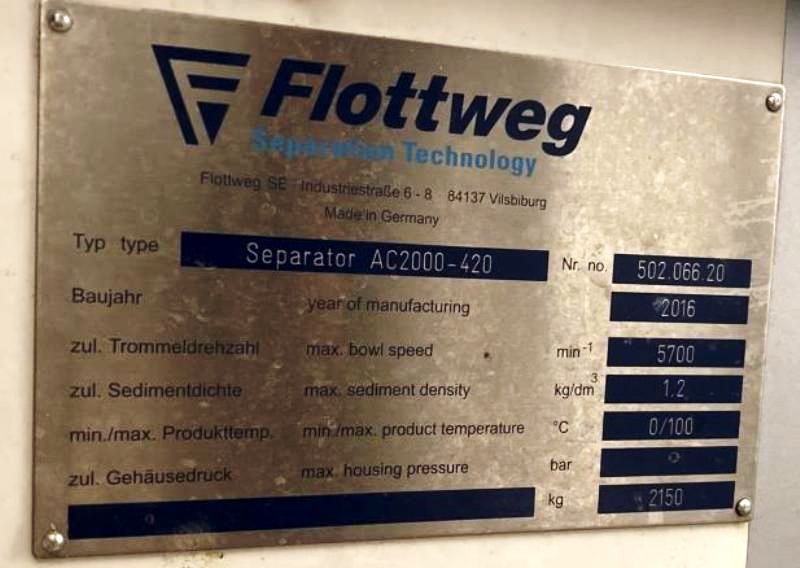 Flottweg
Separation Technology
Flottweg SE · Industriestraße 6 - 8 84137 Vilsbiburg
Made in Germany
Typ type Separator AC2000-420 Nr. no. 502.066.20
Baujahr year of manufacturing 2016
zul. Trommeldrehzahl max. bowl speed min⁻¹ 5700
zul. Sedimentdichte max. sediment density kg/dm³ 1.2
min./max. Produkttemp. min./max. product temperature °C 0/100
zul. Gehäusedruck max. housing pressure bar
kg 2150